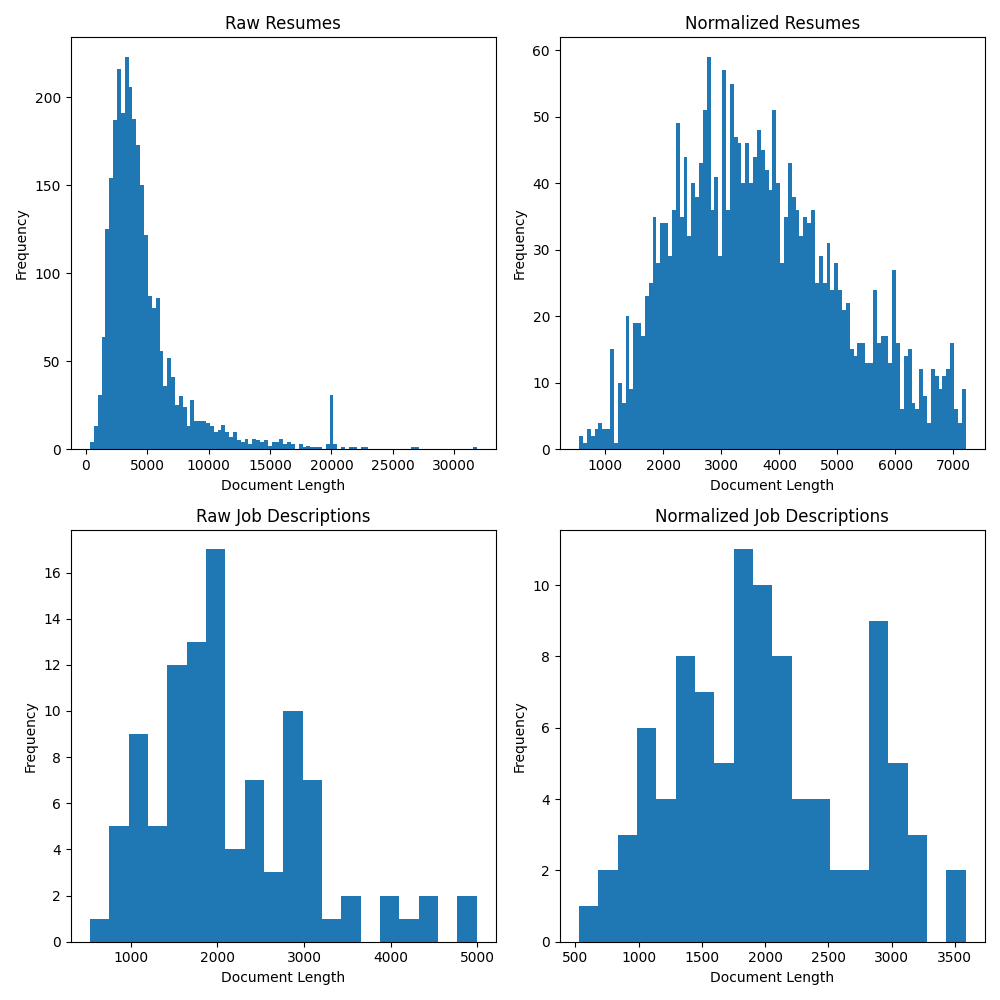 Raw Resumes
Frequency
200
150
100
50
0
0 5000 10000 15000 20000 25000 30000
Document Length
Normalized Resumes
Frequency
60
50
40
30
20
10
0
1000 2000 3000 4000 5000 6000 7000
Document Length
Raw Job Descriptions
Frequency
16
14
12
10
8
6
4
2
0
1000 2000 3000 4000 5000
Document Length
Normalized Job Descriptions
Frequency
10
8
6
4
2
0
500 1000 1500 2000 2500 3000 3500
Document Length